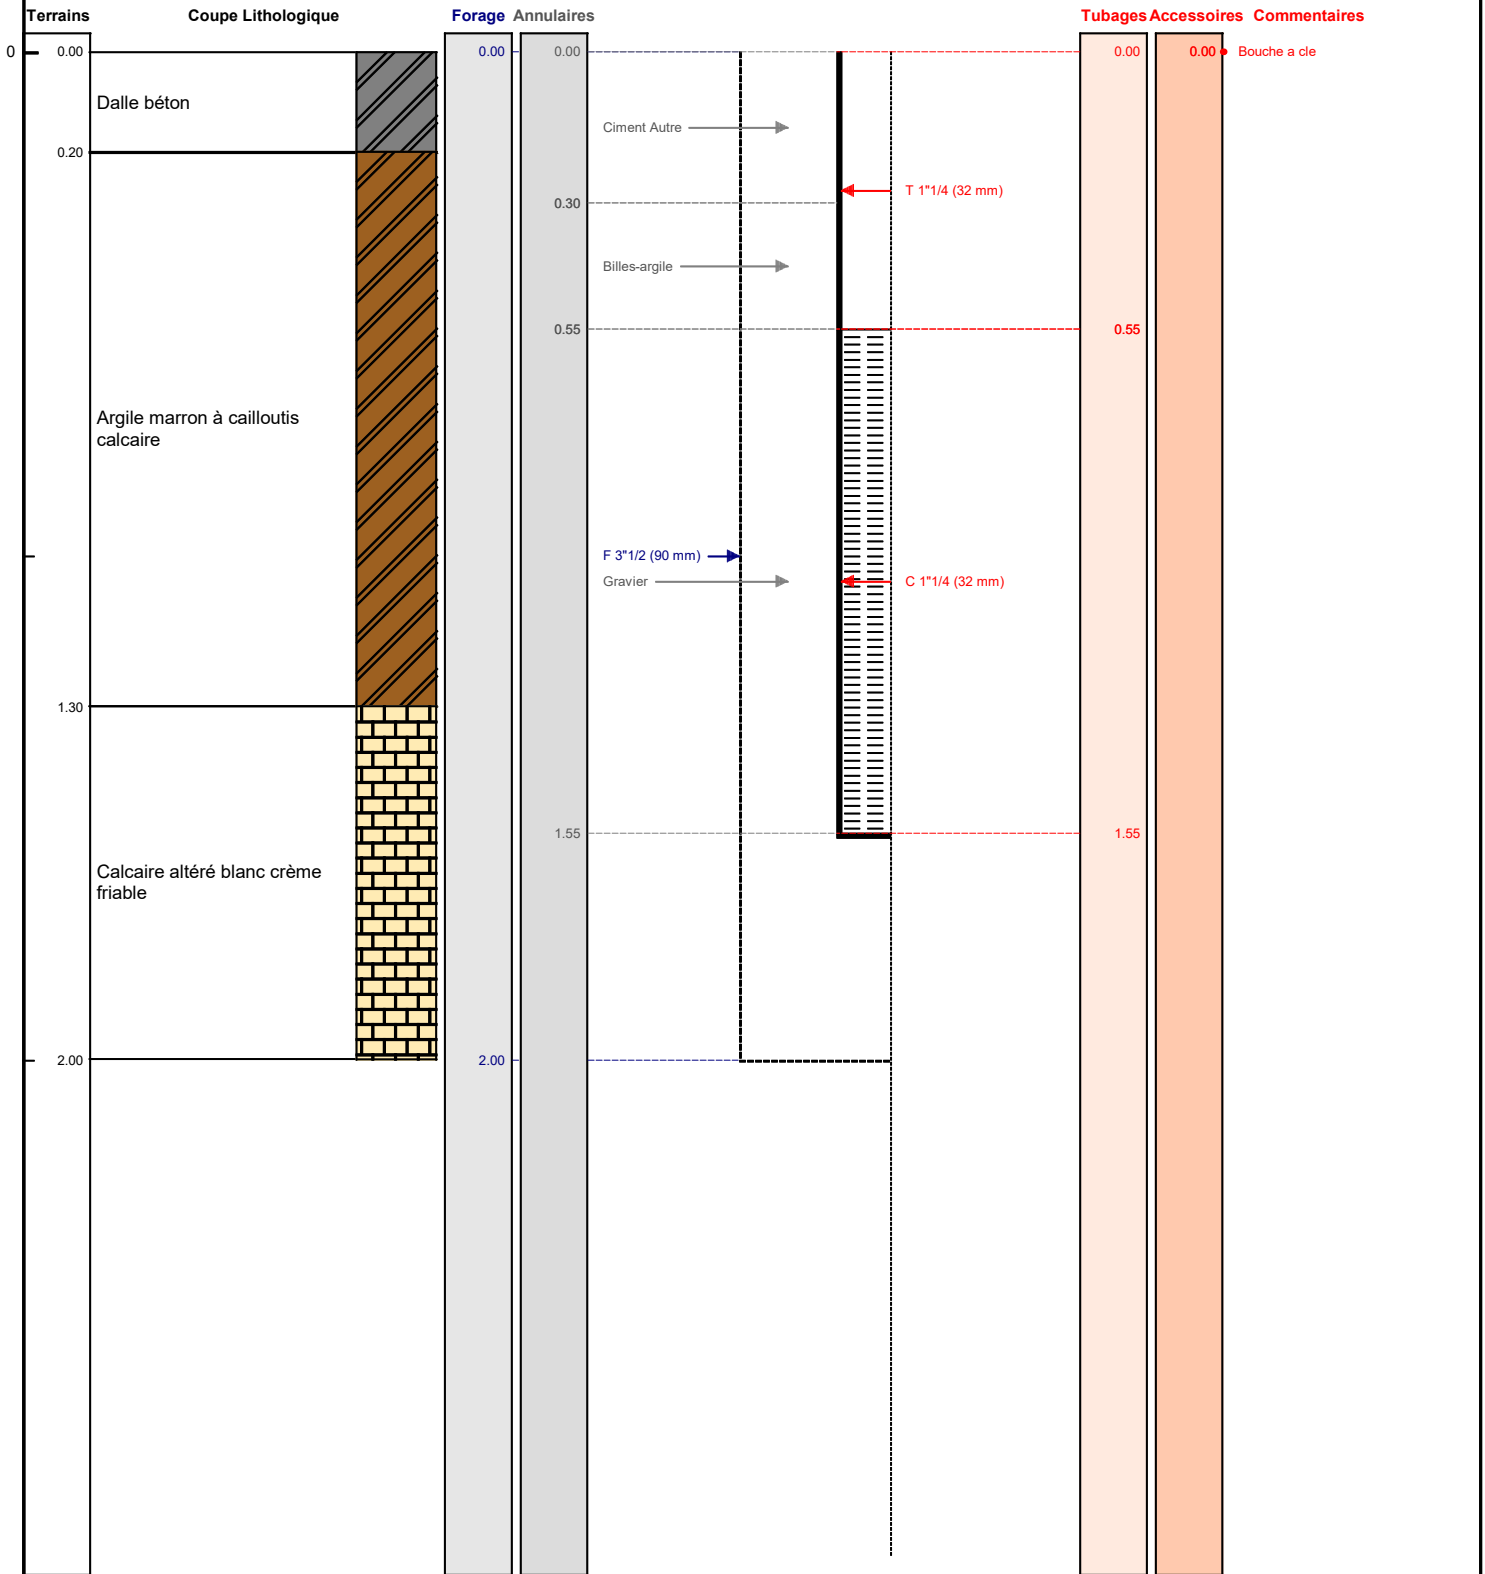 Terrains Coupe Lithologique Forage Annulaires Tubages Accessoires Commentaires
0 0.00 0.00 0.00 0.00 0.00 Bouche a cle
Dalle béton
Ciment Autre
0.20
T 1"1/4 (32 mm)
0.30
Billes-argile
0.55 0.55
Argile marron à cailloutis
calcaire
F 3"1/2 (90 mm)
Gravier C 1"1/4 (32 mm)
1.30
1.55 1.55
Calcaire altéré blanc crème
friable
2.00 2.00